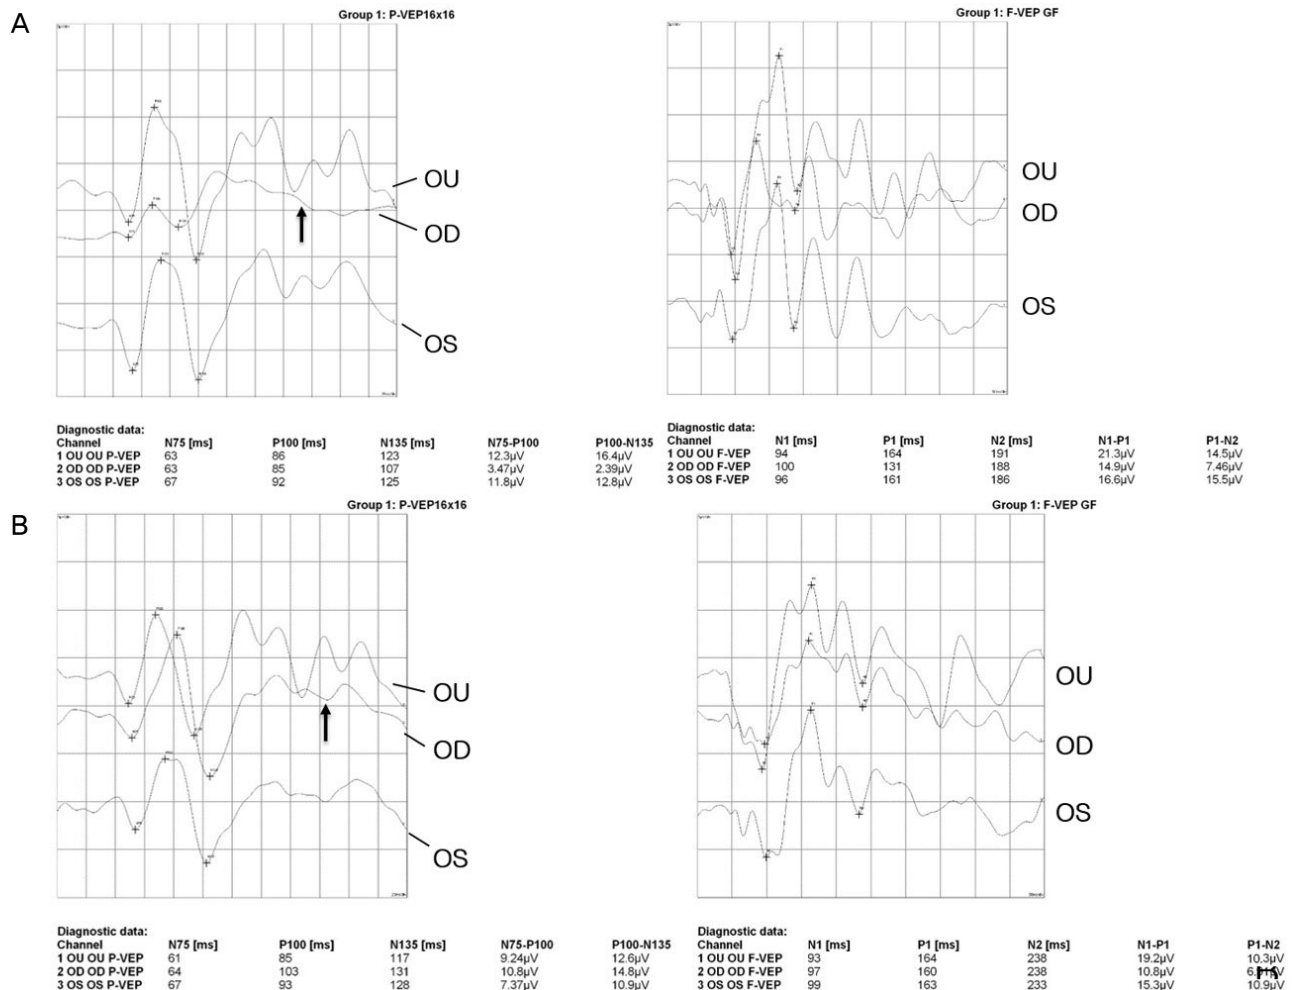 A
Group 1: P-VEP16x16
OU
OD
OS
Group 1: F-VEP GF
OU
OD
OS
Diagnostic data:
Channel N75 [ms] P100 [ms] N135 [ms] N75-P100 P100-N135
1 OU OU P-VEP 63 86 123 12.3µV 16.4µV
2 OD OD P-VEP 63 85 107 3.47µV 2.39µV
3 OS OS P-VEP 67 92 125 11.8µV 12.8µV
Diagnostic data:
Channel N1 [ms] P1 [ms] N2 [ms] N1-P1 P1-N2
1 OU OU F-VEP 94 164 191 21.3µV 14.5µV
2 OD OD F-VEP 100 131 188 14.9µV 7.46µV
3 OS OS F-VEP 96 161 186 16.6µV 15.5µV
B
Group 1: P-VEP16x16
OU
OD
OS
Group 1: F-VEP GF
OU
OD
OS
Diagnostic data:
Channel N75 [ms] P100 [ms] N135 [ms] N75-P100 P100-N135
1 OU OU P-VEP 61 85 117 9.24µV 12.6µV
2 OD OD P-VEP 64 103 131 10.8µV 14.8µV
3 OS OS P-VEP 67 93 128 7.37µV 10.9µV
Diagnostic data:
Channel N1 [ms] P1 [ms] N2 [ms] N1-P1 P1-N2
1 OU OU F-VEP 93 164 238 19.2µV 10.3µV
2 OD OD F-VEP 97 160 238 10.8µV
3 OS OS F-VEP 99 163 233 15.3µV 10.9µV